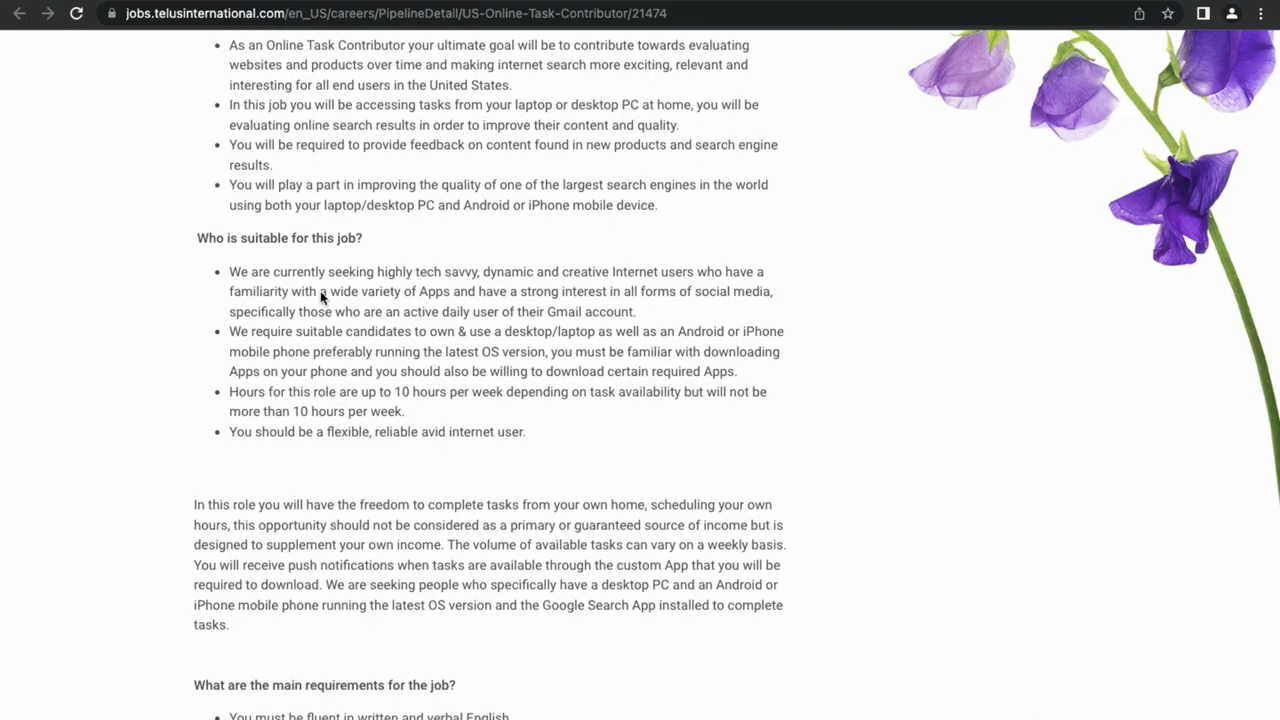 jobs.telusinternational.com/en_US/careers/PipelineDetail/US-Online-Task-Contributor/21474
• As an Online Task Contributor your ultimate goal will be to contribute towards evaluating
websites and products over time and making internet search more exciting, relevant and
interesting for all end users in the United States.
• In this job you will be accessing tasks from your laptop or desktop PC at home, you will be
evaluating online search results in order to improve their content and quality.
• You will be required to provide feedback on content found in new products and search engine
results.
• You will play a part in improving the quality of one of the largest search engines in the world
using both your laptop/desktop PC and Android or iPhone mobile device.
Who is suitable for this job?
• We are currently seeking highly tech savvy, dynamic and creative Internet users who have a
familiarity with a wide variety of Apps and have a strong interest in all forms of social media,
specifically those who are an active daily user of their Gmail account.
• We require suitable candidates to own & use a desktop/laptop as well as an Android or iPhone
mobile phone preferably running the latest OS version, you must be familiar with downloading
Apps on your phone and you should also be willing to download certain required Apps.
• Hours for this role are up to 10 hours per week depending on task availability but will not be
more than 10 hours per week.
• You should be a flexible, reliable avid internet user.
In this role you will have the freedom to complete tasks from your own home, scheduling your own
hours, this opportunity should not be considered as a primary or guaranteed source of income but is
designed to supplement your own income. The volume of available tasks can vary on a weekly basis.
You will receive push notifications when tasks are available through the custom App that you will be
required to download. We are seeking people who specifically have a desktop PC and an Android or
iPhone mobile phone running the latest OS version and the Google Search App installed to complete
tasks.
What are the main requirements for the job?
• You must be fluent in written and verbal English